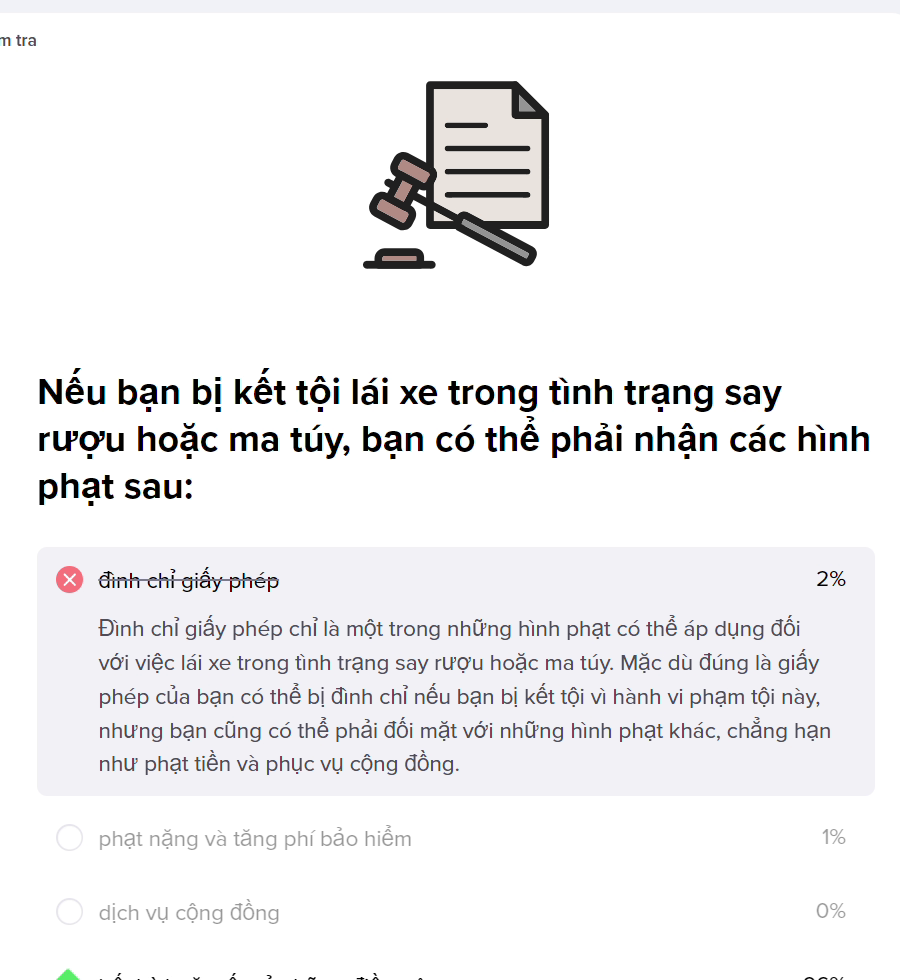 m tra
Nếu bạn bị kết tội lái xe trong tình trạng say
rượu hoặc ma túy, bạn có thể phải nhận các hình
phạt sau:
đình chỉ giấy phép 2%
Đình chỉ giấy phép chỉ là một trong những hình phạt có thể áp dụng đối
với việc lái xe trong tình trạng say rượu hoặc ma túy. Mặc dù đúng là giấy
phép của bạn có thể bị đình chỉ nếu bạn bị kết tội vì hành vi phạm tội này,
nhưng bạn cũng có thể phải đối mặt với những hình phạt khác, chẳng hạn
như phạt tiền và phục vụ cộng đồng.
phạt nặng và tăng phí bảo hiểm 1%
dịch vụ cộng đồng 0%